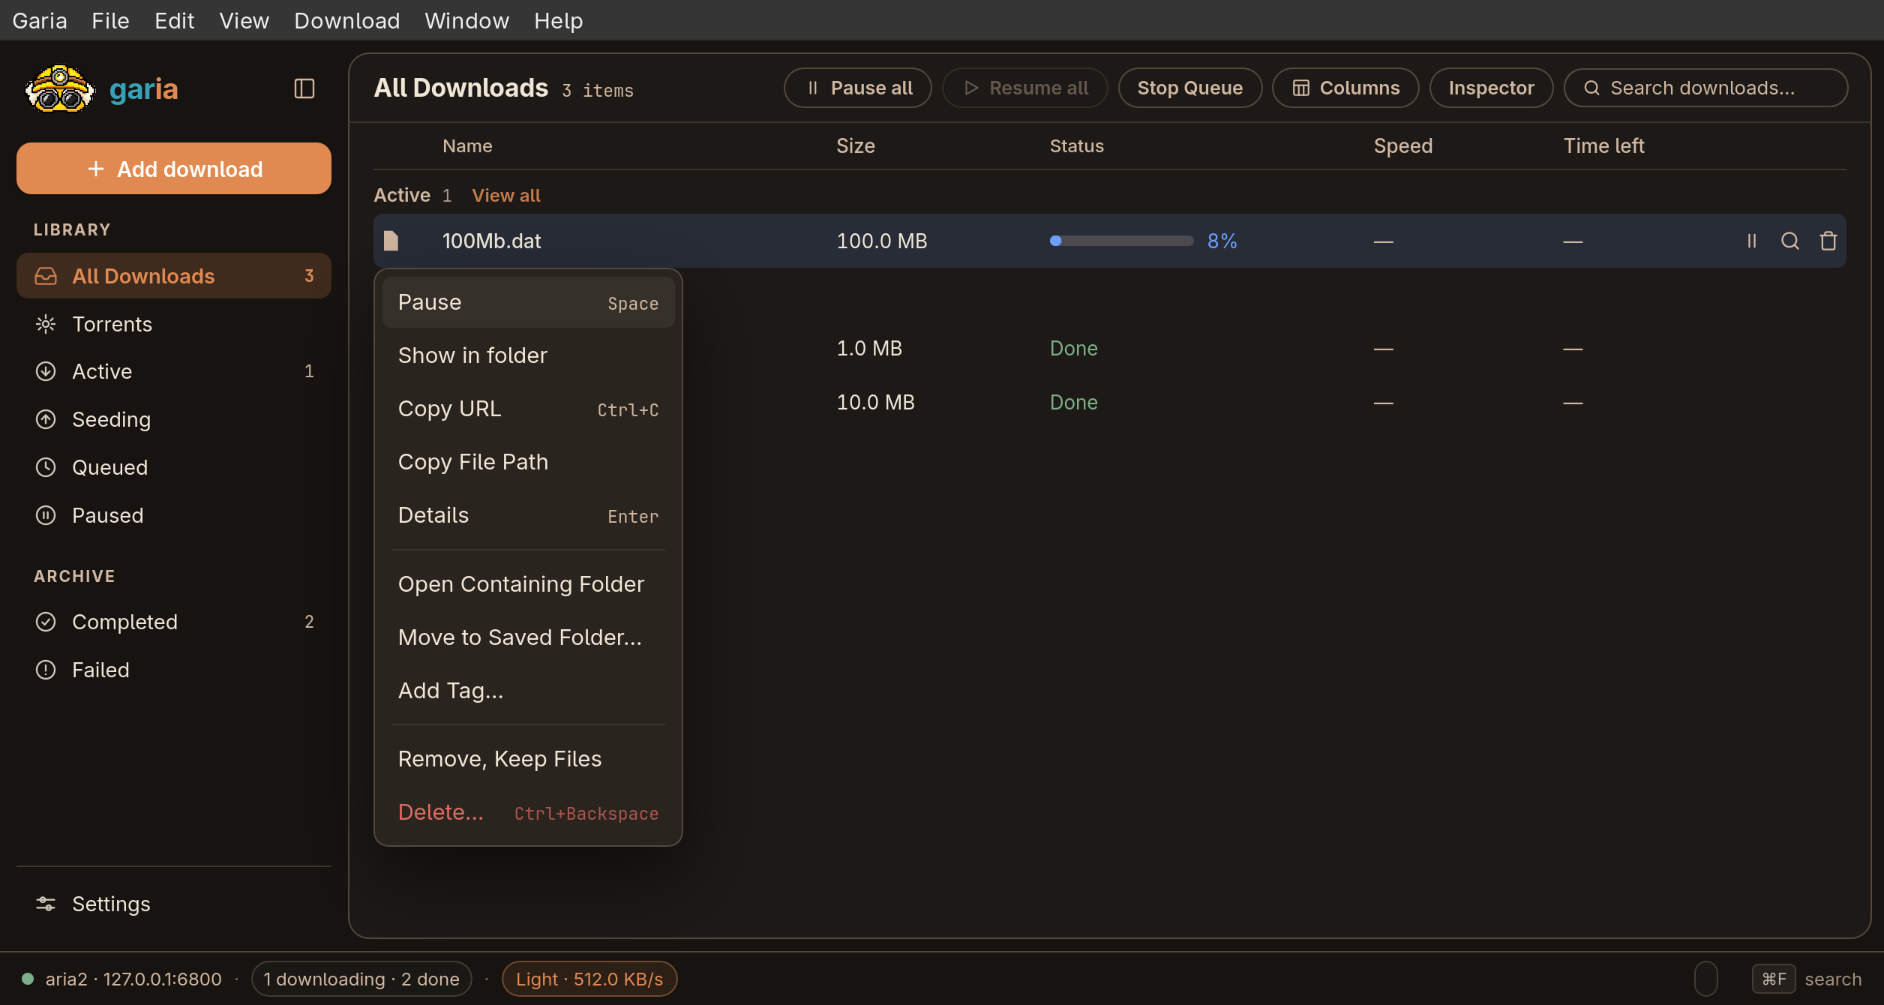 Garia File Edit View Download Window Help
garia
Add download
LIBRARY
All Downloads 3
Torrents
Active 1
Seeding
Queued
Paused
ARCHIVE
Completed 2
Failed
Settings
All Downloads 3 items
Pause all
Resume all
Stop Queue
Columns
Inspector
Search downloads...
Name Size Status Speed Time left
Active 1 View all
100Mb.dat 100.0 MB 8% — —
1.0 MB Done — —
10.0 MB Done — —
Pause Space
Show in folder
Copy URL Ctrl+C
Copy File Path
Details Enter
Open Containing Folder
Move to Saved Folder...
Add Tag...
Remove, Keep Files
Delete... Ctrl+Backspace
aria2 · 127.0.0.1:6800 · 1 downloading · 2 done · Light · 512.0 KB/s
⌘F search